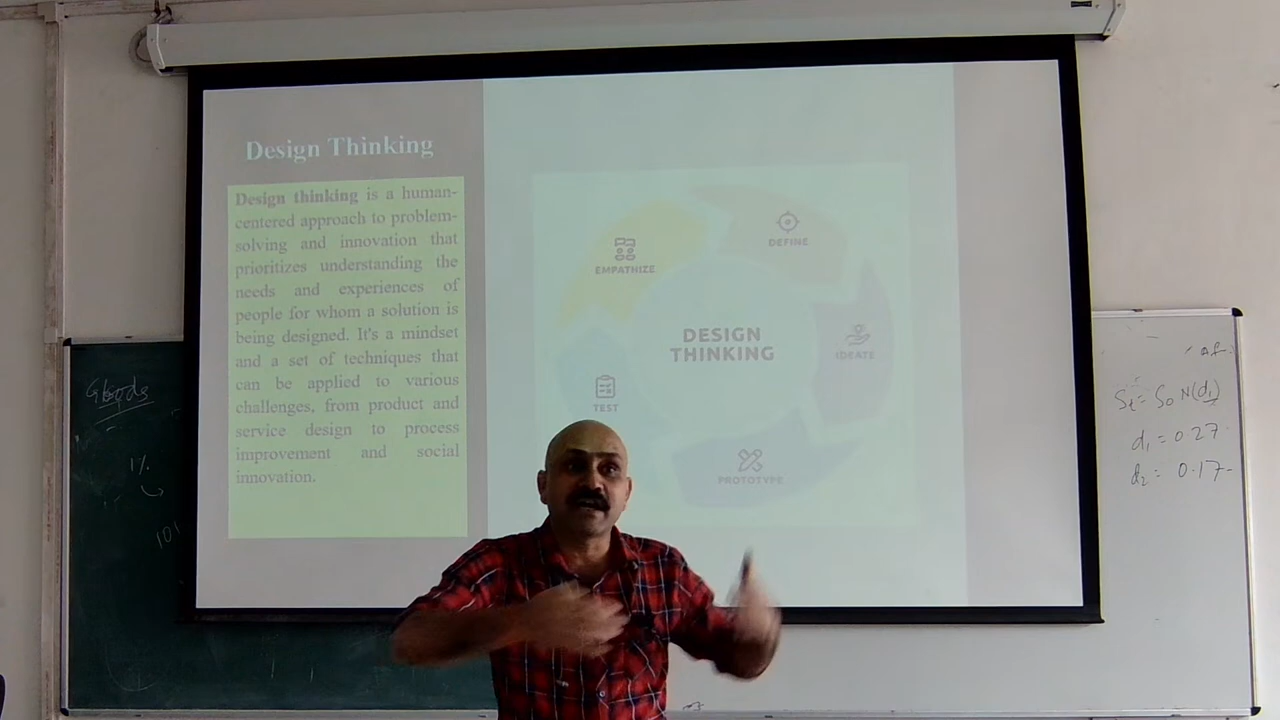 Design Thinking
Design thinking is a human-
centered approach to problem-
solving and innovation that
prioritizes understanding the
needs and experiences of
people for whom a solution is
being designed. It's a mindset
and a set of techniques that
can be applied to various
challenges, from product and
service design to process
improvement and social
innovation.
EMPATHIZE
DEFINE
IDEATE
PROTOTYPE
TEST
DESIGN
THINKING
1%
S₀ N(d₁)
d₁ = 0.27
d₂ = 0.17